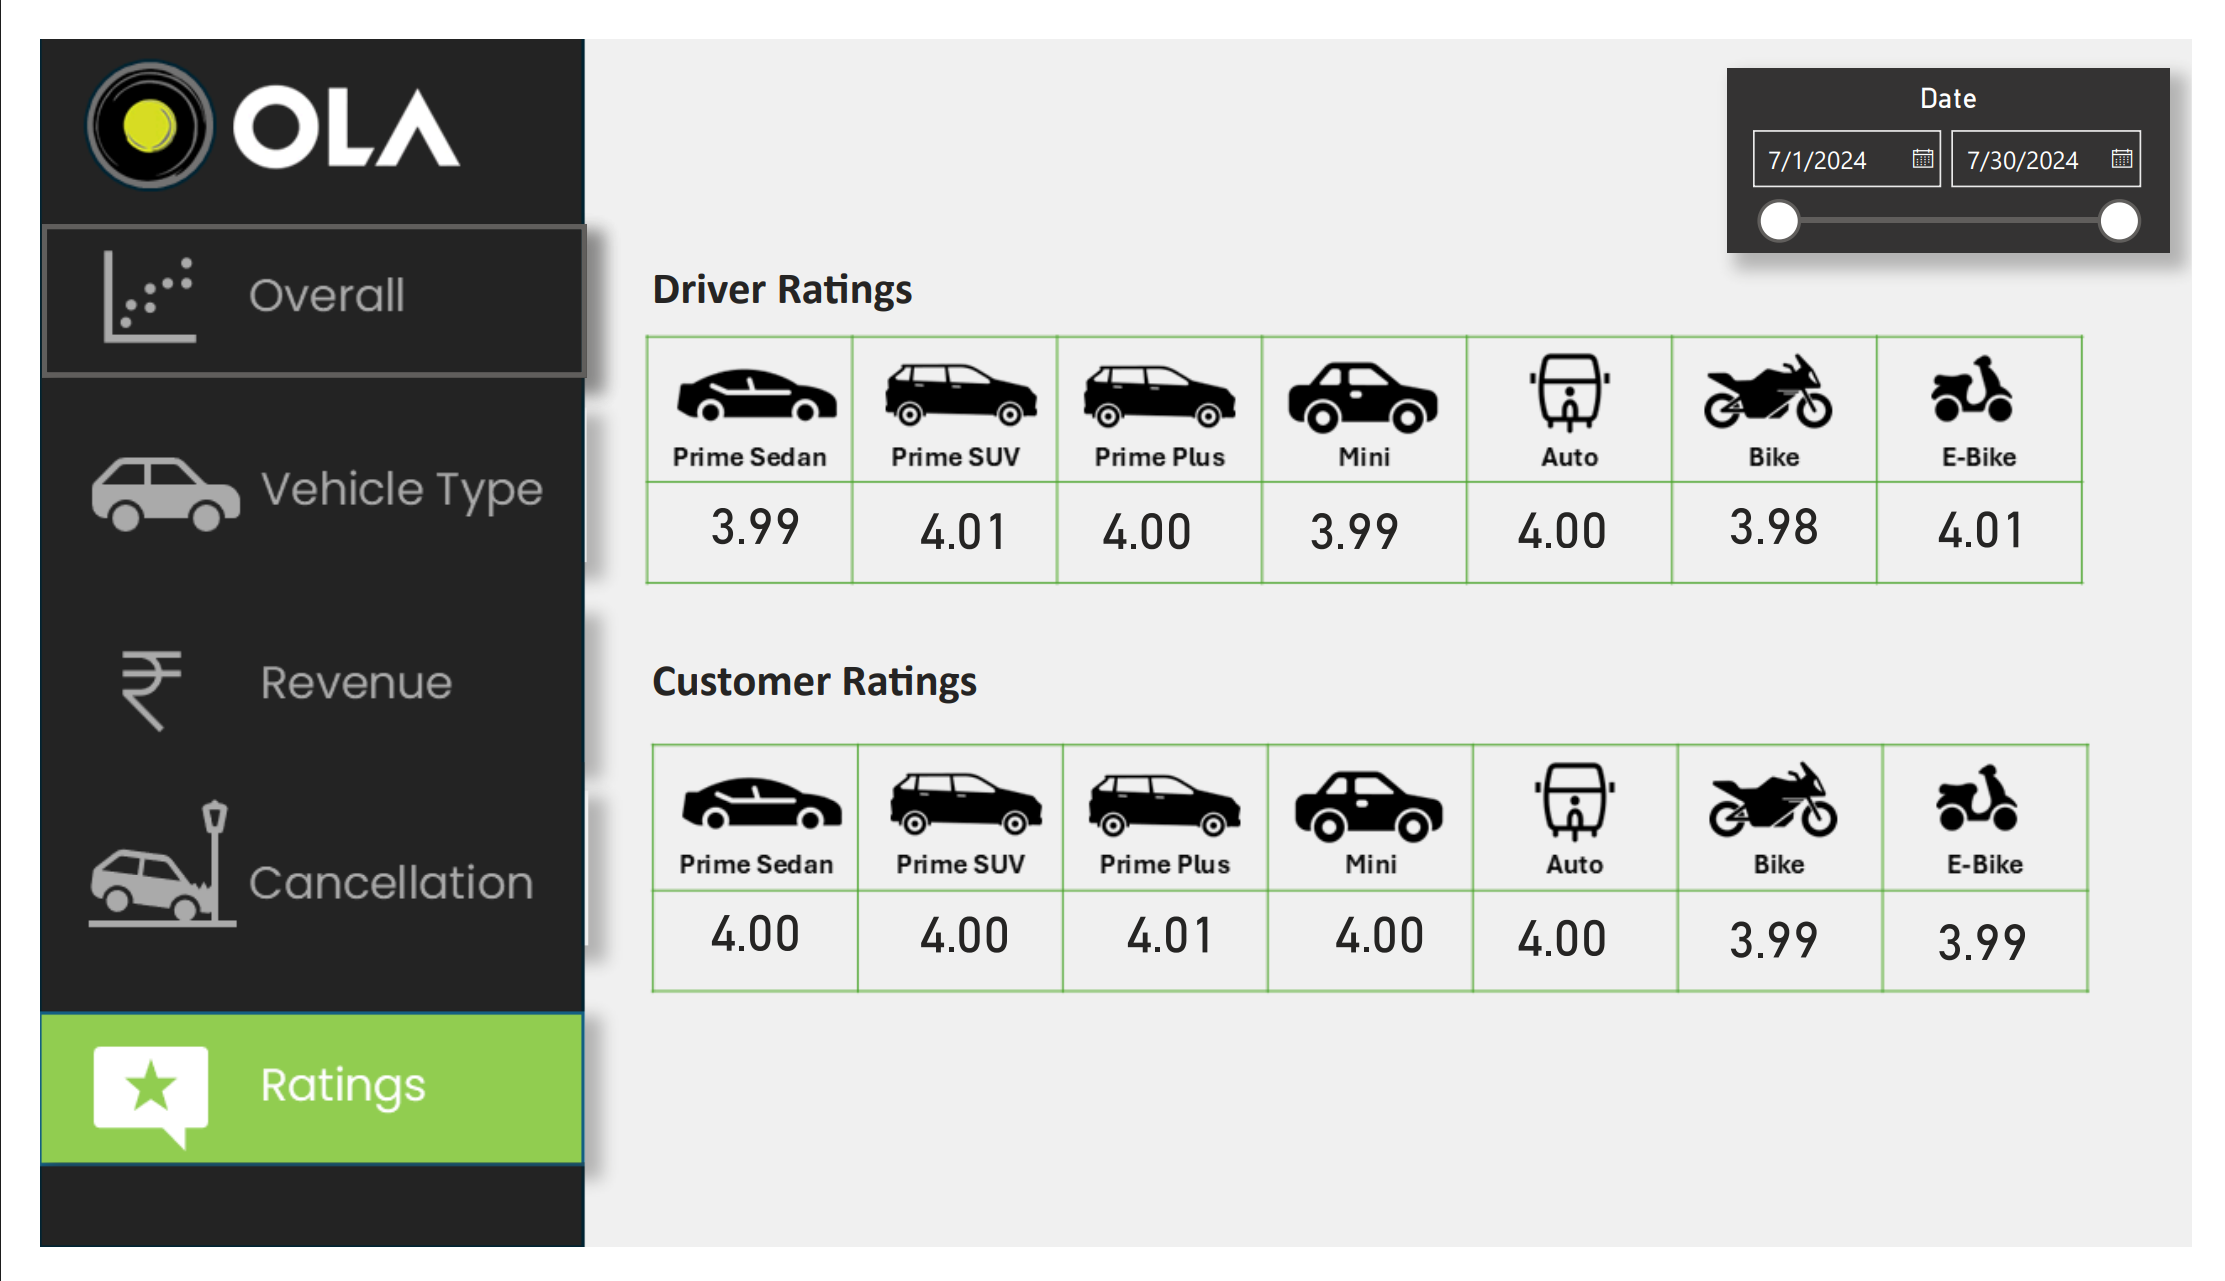 OLA
Overall
Vehicle Type
₹ Revenue
Cancellation
Ratings
Date
7/1/2024 7/30/2024
Driver Ratings
Prime Sedan Prime SUV Prime Plus Mini Auto Bike E-Bike
3.99 4.01 4.00 3.99 4.00 3.98 4.01
Customer Ratings
Prime Sedan Prime SUV Prime Plus Mini Auto Bike E-Bike
4.00 4.00 4.01 4.00 4.00 3.99 3.99